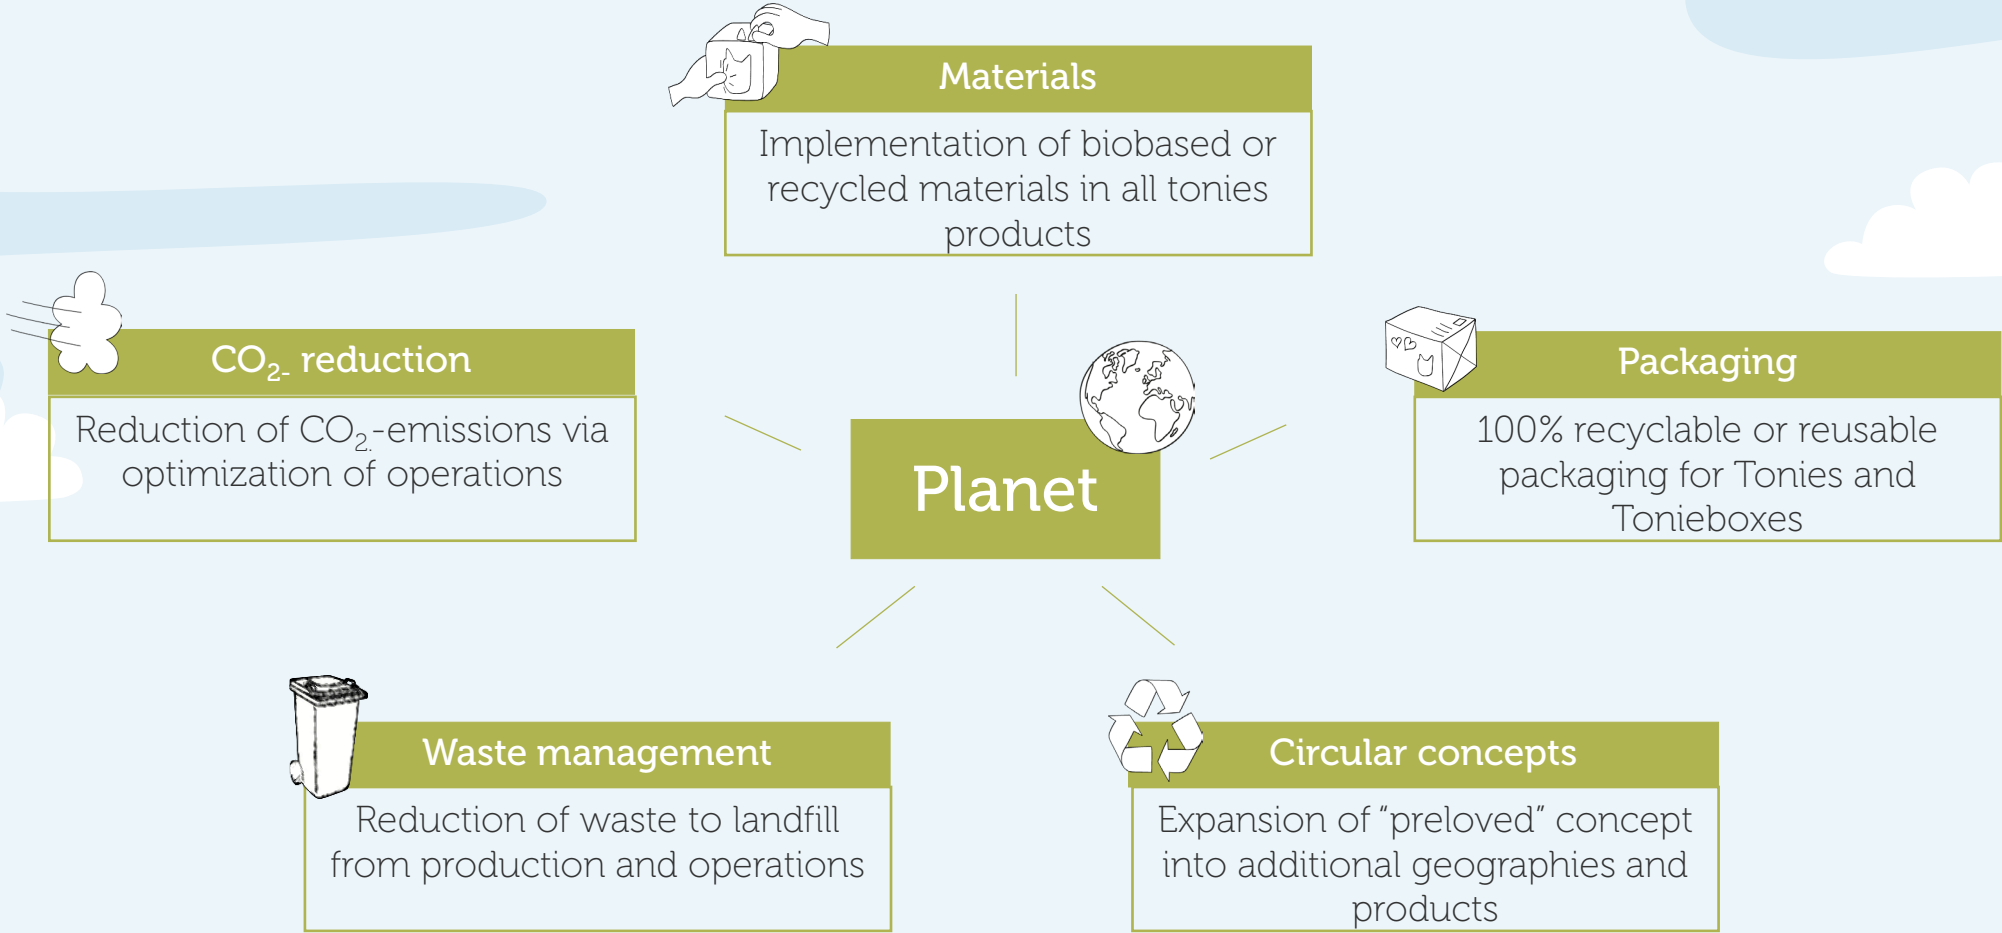 Materials
Implementation of biobased or
recycled materials in all tonies
products
CO₂- reduction
Reduction of CO₂-emissions via
optimization of operations
Planet
Packaging
100% recyclable or reusable
packaging for Tonies and
Tonieboxes
Waste management
Reduction of waste to landfill
from production and operations
Circular concepts
Expansion of “preloved” concept
into additional geographies and
products